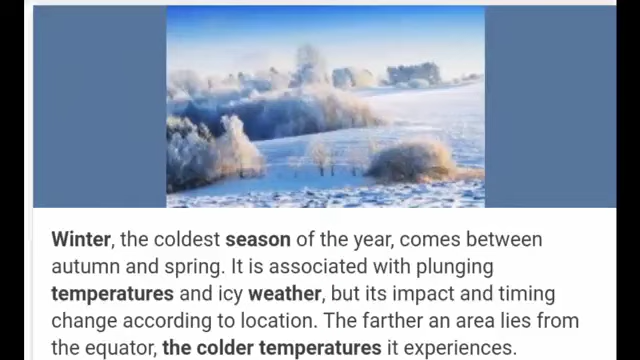 Winter, the coldest season of the year, comes between
autumn and spring. It is associated with plunging
temperatures and icy weather, but its impact and timing
change according to location. The farther an area lies from
the equator, the colder temperatures it experiences.